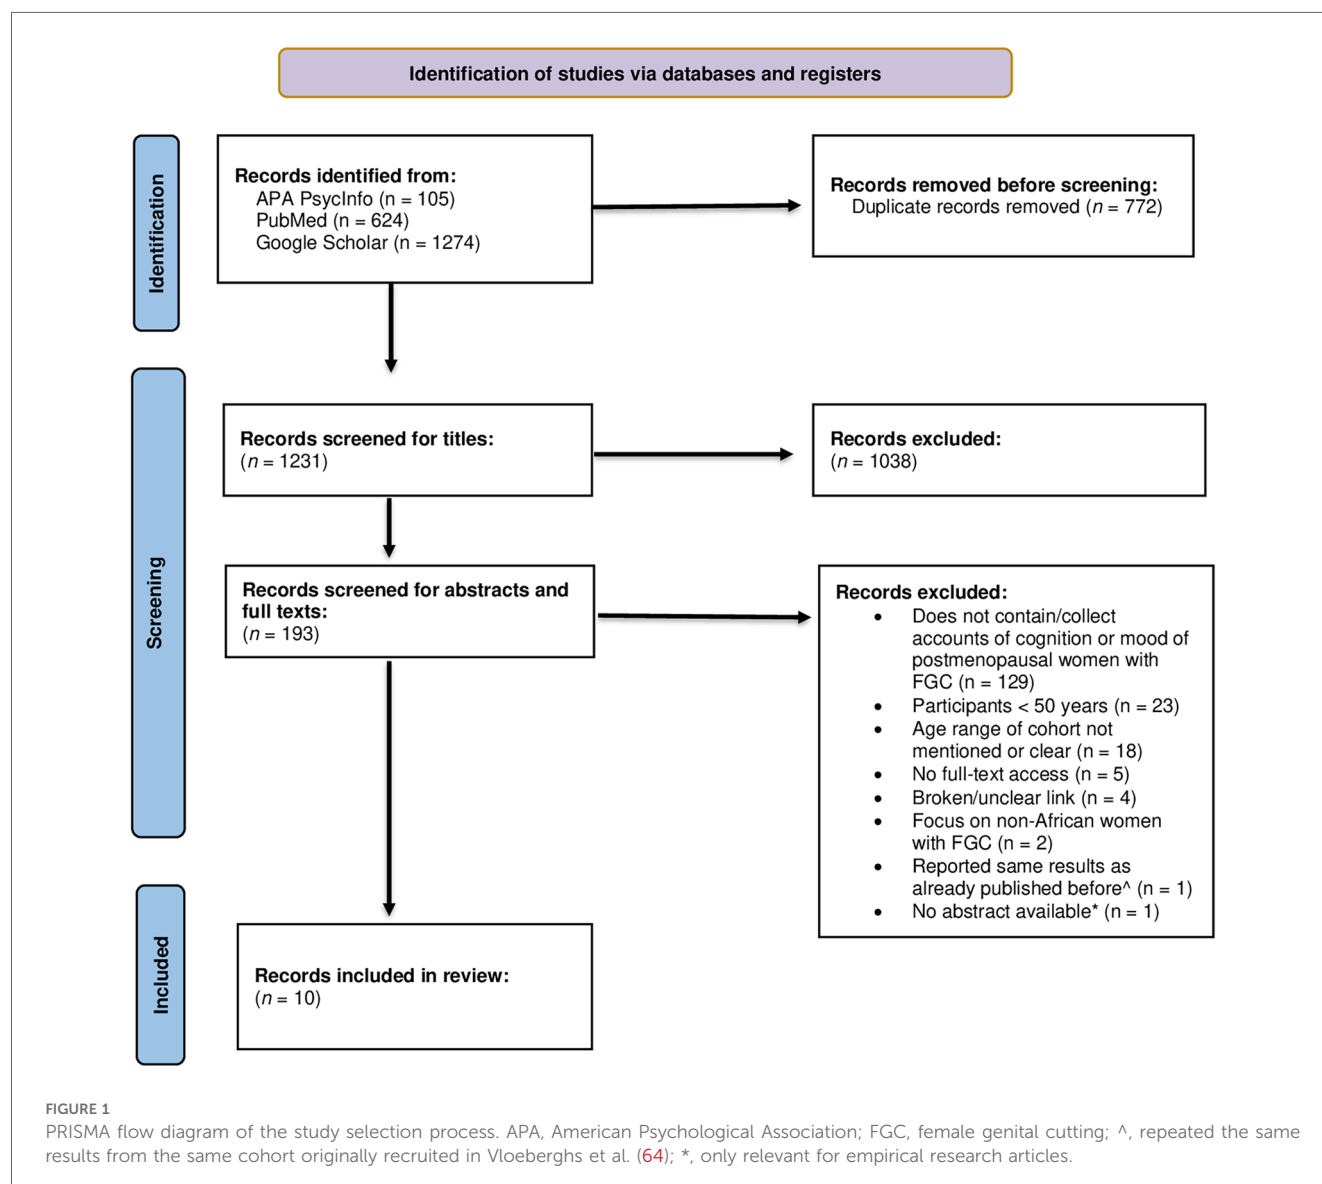 Identification of studies via databases and registers
Identification
Records identified from:
APA PsycInfo (n = 105)
PubMed (n = 624)
Google Scholar (n = 1274)
Records removed before screening:
Duplicate records removed (n = 772)
Screening
Records screened for titles:
(n = 1231)
Records excluded:
(n = 1038)
Records screened for abstracts and
full texts:
(n = 193)
Records excluded:
• Does not contain/collect
accounts of cognition or mood of
postmenopausal women with
FGC (n = 129)
• Participants < 50 years (n = 23)
• Age range of cohort not
mentioned or clear (n = 18)
• No full-text access (n = 5)
• Broken/unclear link (n = 4)
• Focus on non-African women
with FGC (n = 2)
• Reported same results as
already published before^ (n = 1)
• No abstract available* (n = 1)
Included
Records included in review:
(n = 10)
FIGURE 1
PRISMA flow diagram of the study selection process. APA, American Psychological Association; FGC, female genital cutting; ^, repeated the same
results from the same cohort originally recruited in Vloeberghs et al. (64); *, only relevant for empirical research articles.